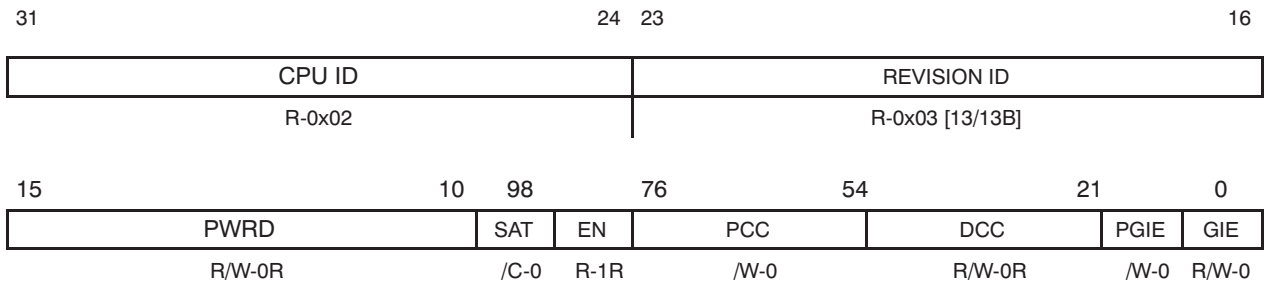 31 24 23 16
CPU ID REVISION ID
R-0x02 R-0x03 [13/13B]
15 10 98 76 54 21 0
PWRD SAT EN PCC DCC PGIE GIE
R/W-0R /C-0 R-1R /W-0 R/W-0R /W-0 R/W-0